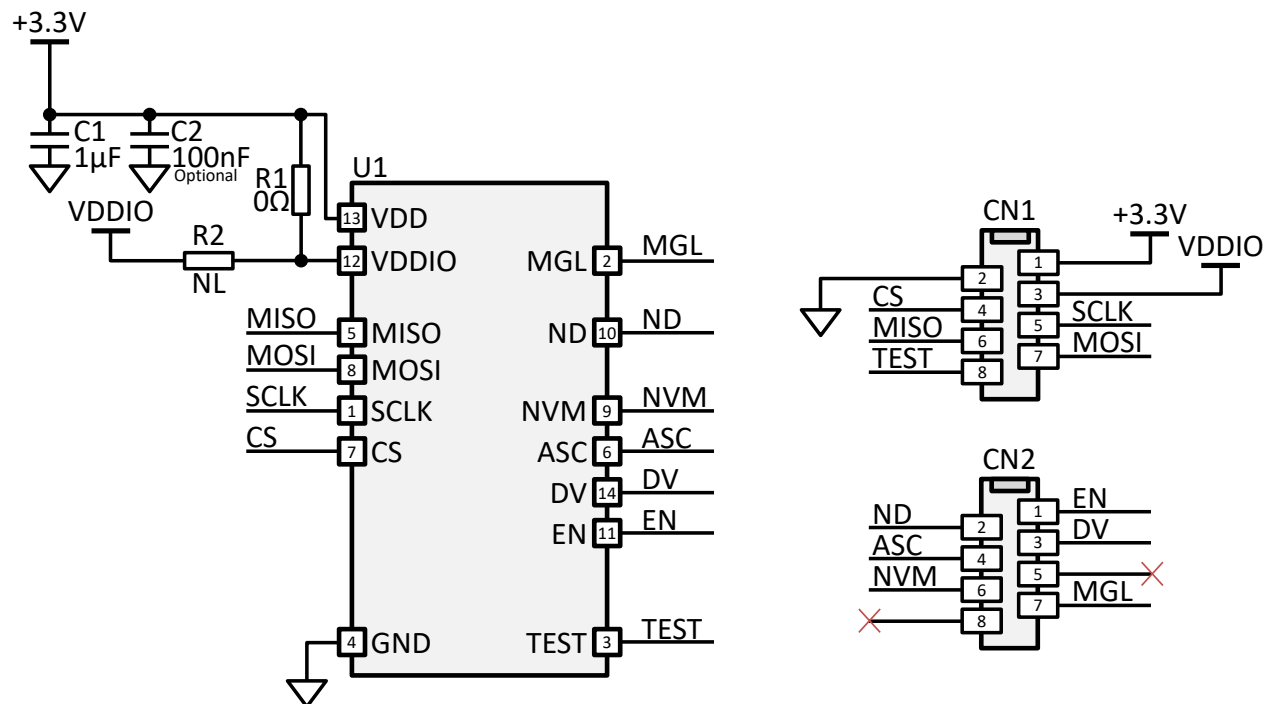 +3.3V
C1
1µF
C2
100nF
Optional
R1
0Ω
VDDIO
R2
NL
U1
13 VDD
12 VDDIO
MISO 5 MISO
MOSI 8 MOSI
SCLK 1 SCLK
CS 7 CS
4 GND
MGL 2 MGL
ND 10 ND
NVM 9 NVM
ASC 6 ASC
DV 14 DV
EN 11 EN
TEST 3 TEST
CN1
+3.3V
VDDIO
1
2
3
CS 4
5 SCLK
MISO 6
7 MOSI
TEST 8
CN2
1 EN
ND 2
3 DV
ASC 4
5
NVM 6
7 MGL
8